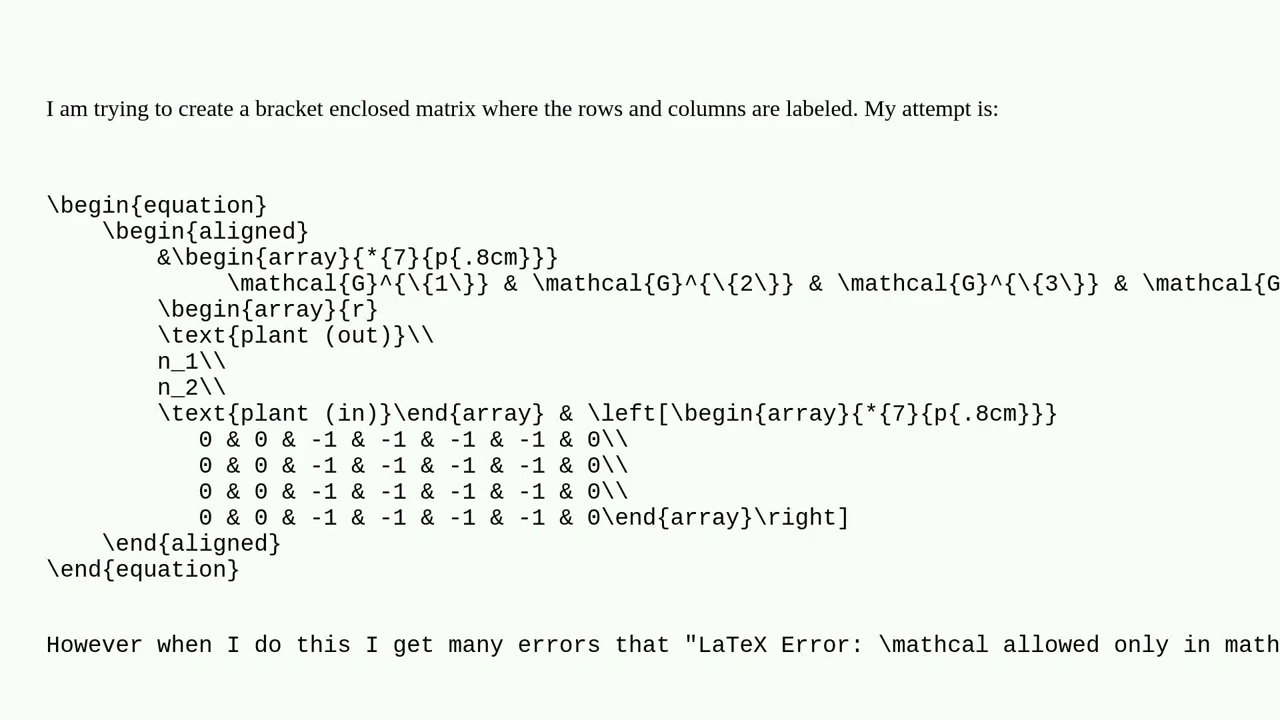 I am trying to create a bracket enclosed matrix where the rows and columns are labeled. My attempt is:
\begin{equation}
\begin{aligned}
&\begin{array}{*{7}{p{.8cm}}}
\mathcal{G}^{\{1\}} & \mathcal{G}^{\{2\}} & \mathcal{G}^{\{3\}} & \mathcal{G
\begin{array}{r}
\text{plant (out)}\\
n_1\\
n_2\\
\text{plant (in)}\end{array} & \left[\begin{array}{*{7}{p{.8cm}}}
0 & 0 & -1 & -1 & -1 & -1 & 0\\
0 & 0 & -1 & -1 & -1 & -1 & 0\\
0 & 0 & -1 & -1 & -1 & -1 & 0\\
0 & 0 & -1 & -1 & -1 & -1 & 0\end{array}\right]
\end{aligned}
\end{equation}
However when I do this I get many errors that "LaTeX Error: \mathcal allowed only in math